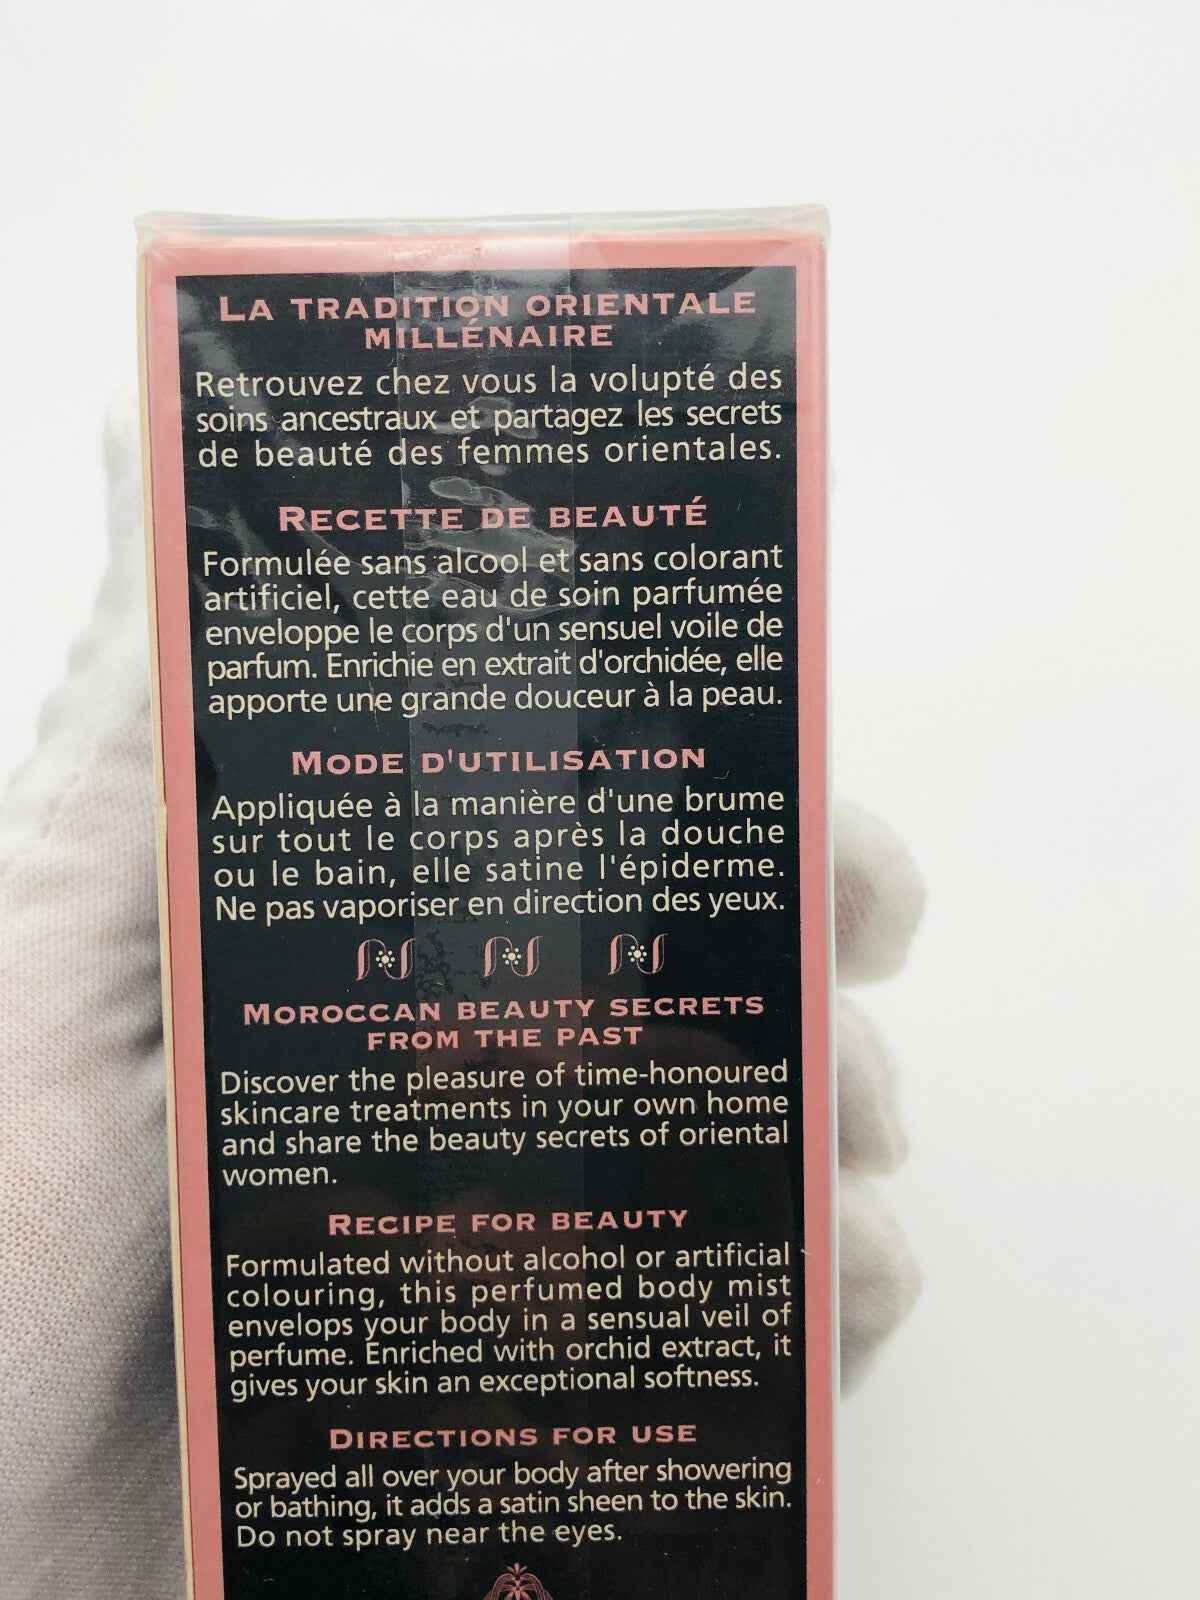 LA TRADITION ORIENTALE
MILLÉNAIRE
Retrouvez chez vous la volupté des
soins ancestraux et partagez les secrets
de beauté des femmes orientales.
RECETTE DE BEAUTÉ
Formulée sans alcool et sans colorant
artificiel, cette eau de soin parfumée
enveloppe le corps d'un sensuel voile de
parfum. Enrichie en extrait d'orchidée, elle
apporte une grande douceur à la peau.
MODE D'UTILISATION
Appliquée à la manière d'une brume
sur tout le corps après la douche
ou le bain, elle satine l'épiderme.
Ne pas vaporiser en direction des yeux.
MOROCCAN BEAUTY SECRETS
FROM THE PAST
Discover the pleasure of time-honoured
skincare treatments in your own home
and share the beauty secrets of oriental
women.
RECIPE FOR BEAUTY
Formulated without alcohol or artificial
colouring, this perfumed body mist
envelops your body in a sensual veil of
perfume. Enriched with orchid extract, it
gives your skin an exceptional softness.
DIRECTIONS FOR USE
Sprayed all over your body after showering
or bathing, it adds a satin sheen to the skin.
Do not spray near the eyes.